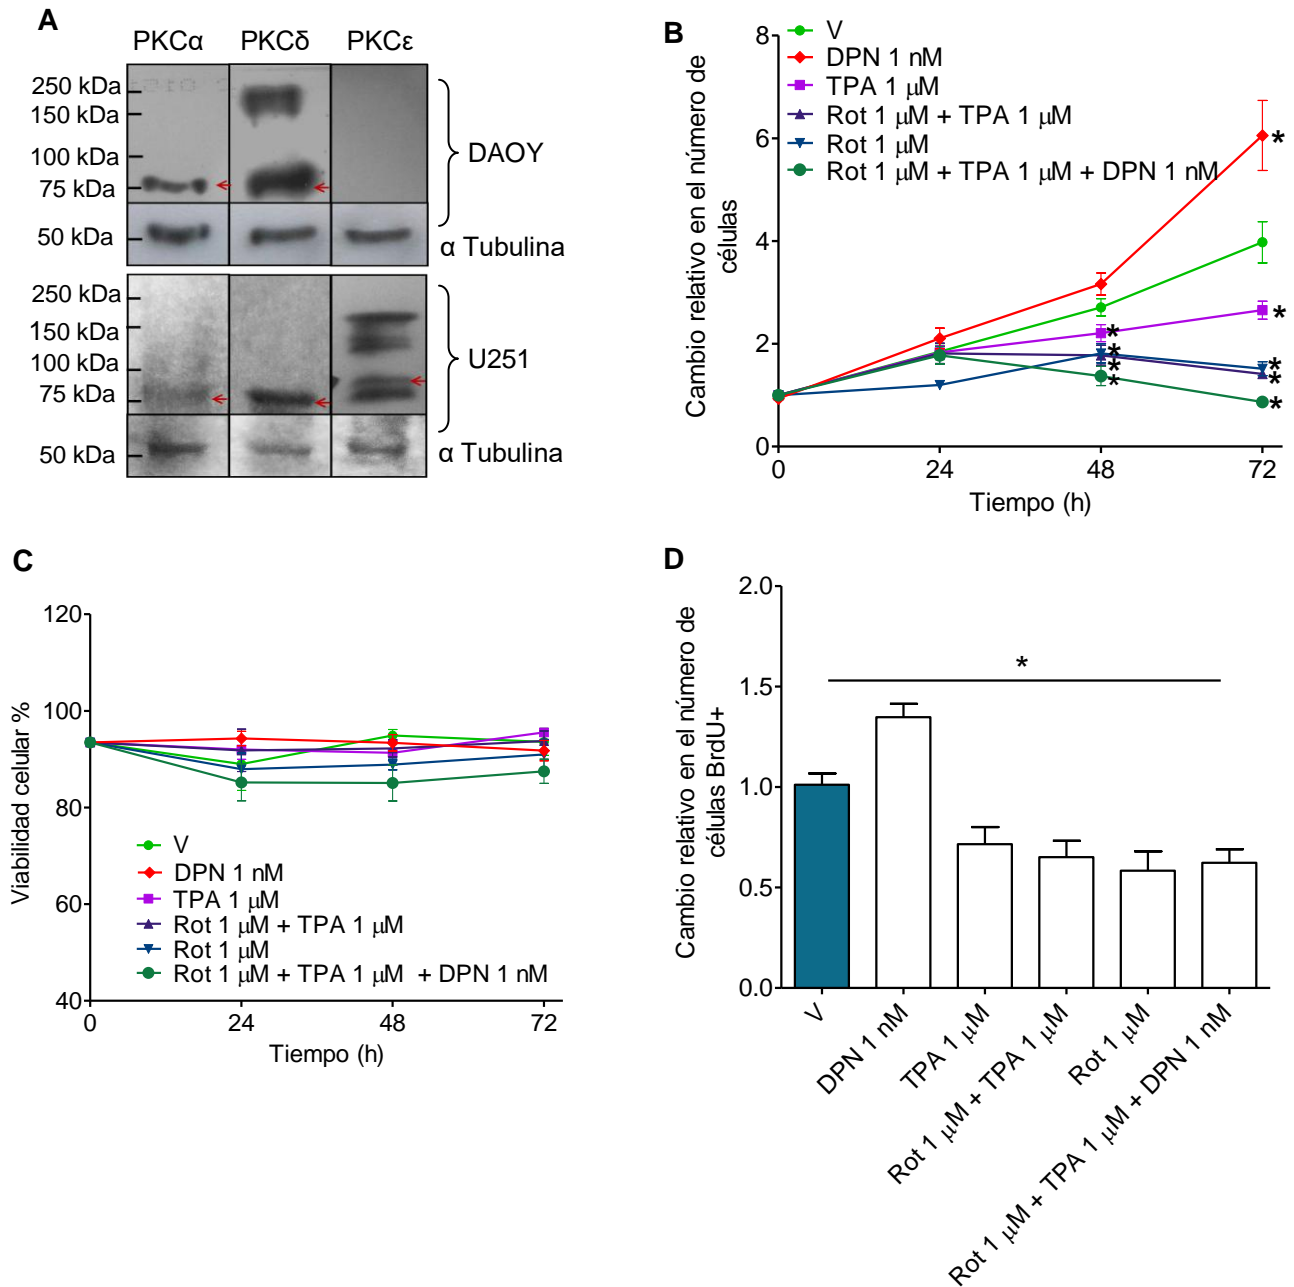 A
PKCα PKCδ PKCε
250 kDa
150 kDa
100 kDa
75 kDa
DAOY
50 kDa
α Tubulina
250 kDa
150 kDa
100 kDa
75 kDa
U251
50 kDa
α Tubulina
B
Cambio relativo en el número de
células
8
6
4
2
0
V
DPN 1 nM
TPA 1 μM
Rot 1 μM + TPA 1 μM
Rot 1 μM
Rot 1 μM + TPA 1 μM + DPN 1 nM
*
*
*
*
*
*
*
*
*
0 24 48 72
Tiempo (h)
C
Viabilidad celular %
120
100
80
60
40
V
DPN 1 nM
TPA 1 μM
Rot 1 μM + TPA 1 μM
Rot 1 μM
Rot 1 μM + TPA 1 μM + DPN 1 nM
0 24 48 72
Tiempo (h)
D
Cambio relativo en el número de
células BrdU+
2.0
1.5
1.0
0.5
0.0
*
V
DPN 1 nM
TPA 1 μM
Rot 1 μM + TPA 1 μM
Rot 1 μM
Rot 1 μM + TPA 1 μM + DPN 1 nM